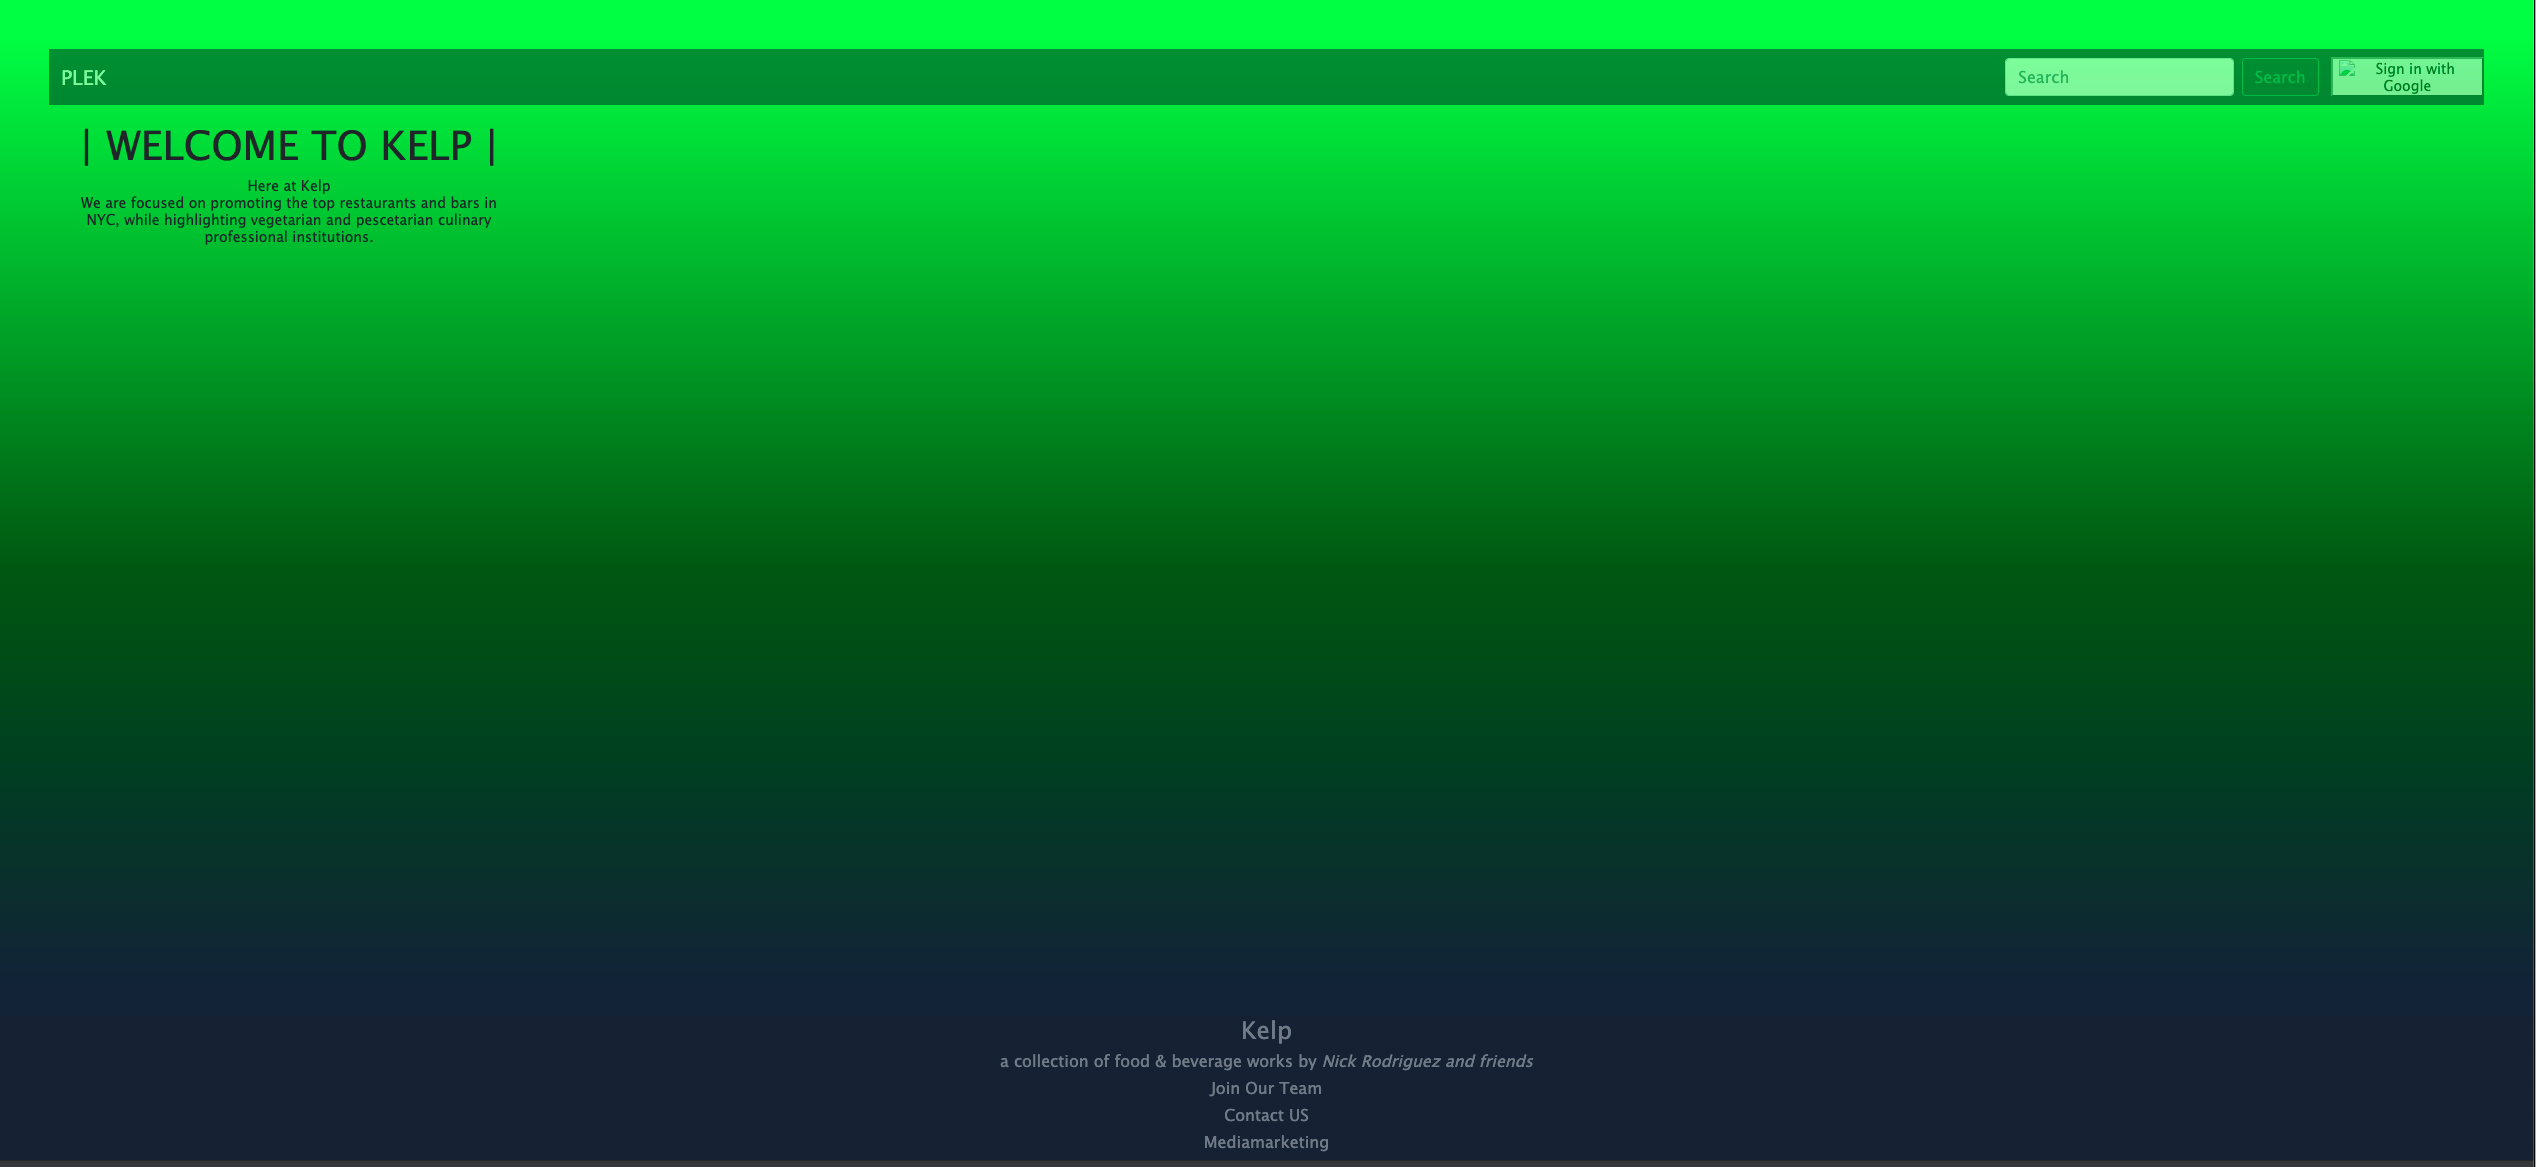 PLEK
Search
Search
Sign in with
Google
| WELCOME TO KELP |
Here at Kelp
We are focused on promoting the top restaurants and bars in
NYC, while highlighting vegetarian and pescetarian culinary
professional institutions.
Kelp
a collection of food & beverage works by Nick Rodriguez and friends
Join Our Team
Contact US
Mediamarketing